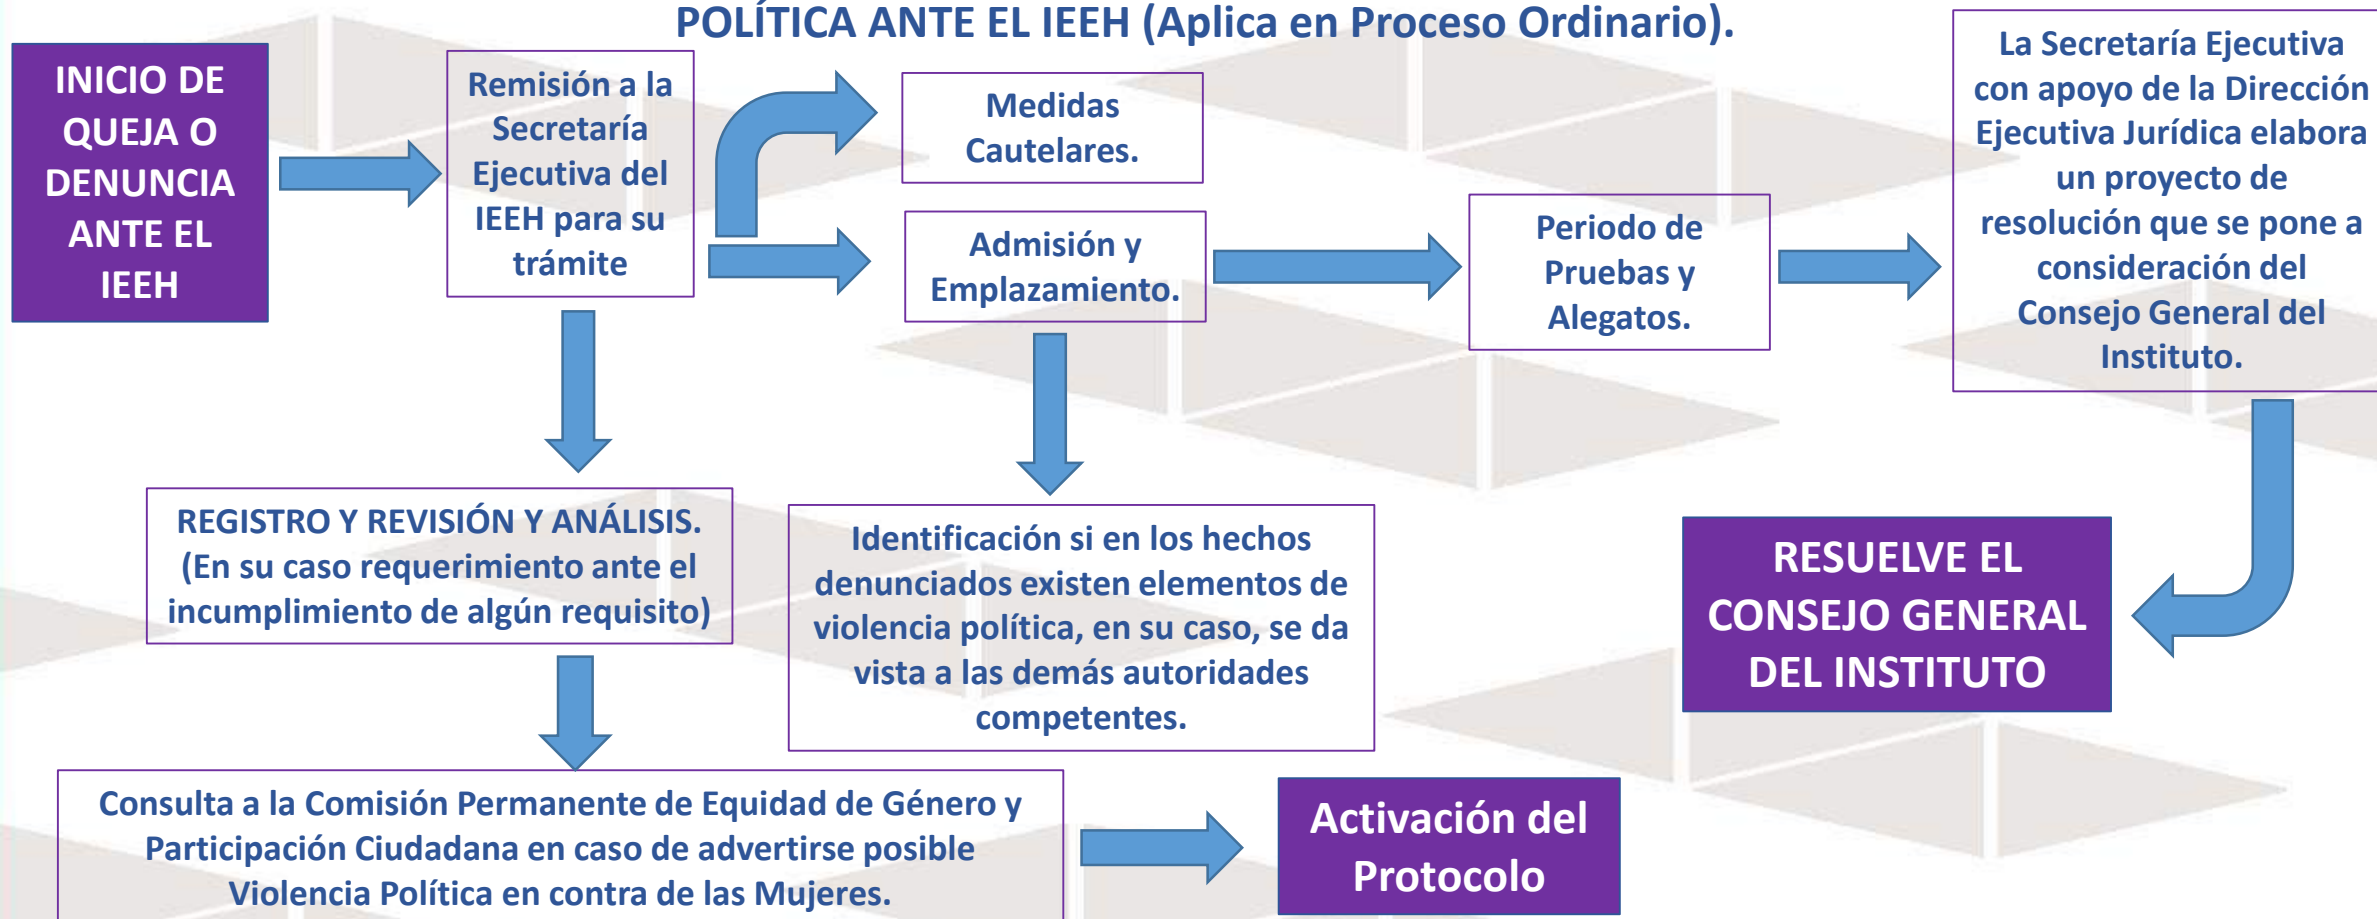 POLÍTICA ANTE EL IEEH (Aplica en Proceso Ordinario).
INICIO DE
QUEJA O
DENUNCIA
ANTE EL
IEEH
Remisión a la
Secretaría
Ejecutiva del
IEEH para su
trámite
Medidas
Cautelares.
Admisión y
Emplazamiento.
Periodo de
Pruebas y
Alegatos.
La Secretaría Ejecutiva
con apoyo de la Dirección
Ejecutiva Jurídica elabora
un proyecto de
resolución que se pone a
consideración del
Consejo General del
Instituto.
REGISTRO Y REVISIÓN Y ANÁLISIS.
(En su caso requerimiento ante el
incumplimiento de algún requisito)
Identificación si en los hechos
denunciados existen elementos de
violencia política, en su caso, se da
vista a las demás autoridades
competentes.
RESUELVE EL
CONSEJO GENERAL
DEL INSTITUTO
Consulta a la Comisión Permanente de Equidad de Género y
Participación Ciudadana en caso de advertirse posible
Violencia Política en contra de las Mujeres.
Activación del
Protocolo